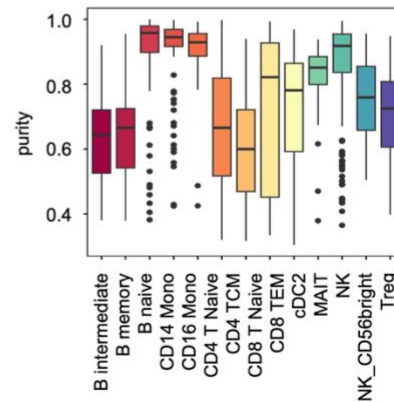 1.0
0.8
0.6
0.4
purity
B intermediate
B memory
B naive
CD14 Mono
CD16 Mono
CD4 T Naive
CD4 TCM
CD8 T Naive
CD8 TEM
cDC2
MAIT
NK
NK_CD56bright
Treg